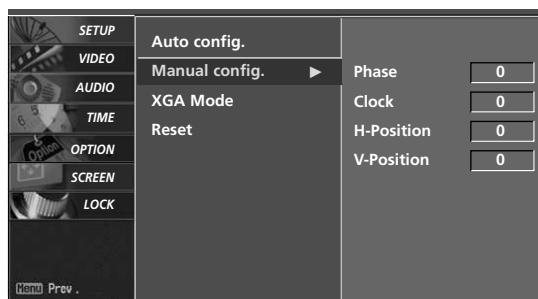 SETUP
VIDEO
AUDIO
TIME
OPTION
SCREEN
LOCK
Menu Prev.
Auto config.
Manual config. ▶
XGA Mode
Reset
Phase 0
Clock 0
H-Position 0
V-Position 0